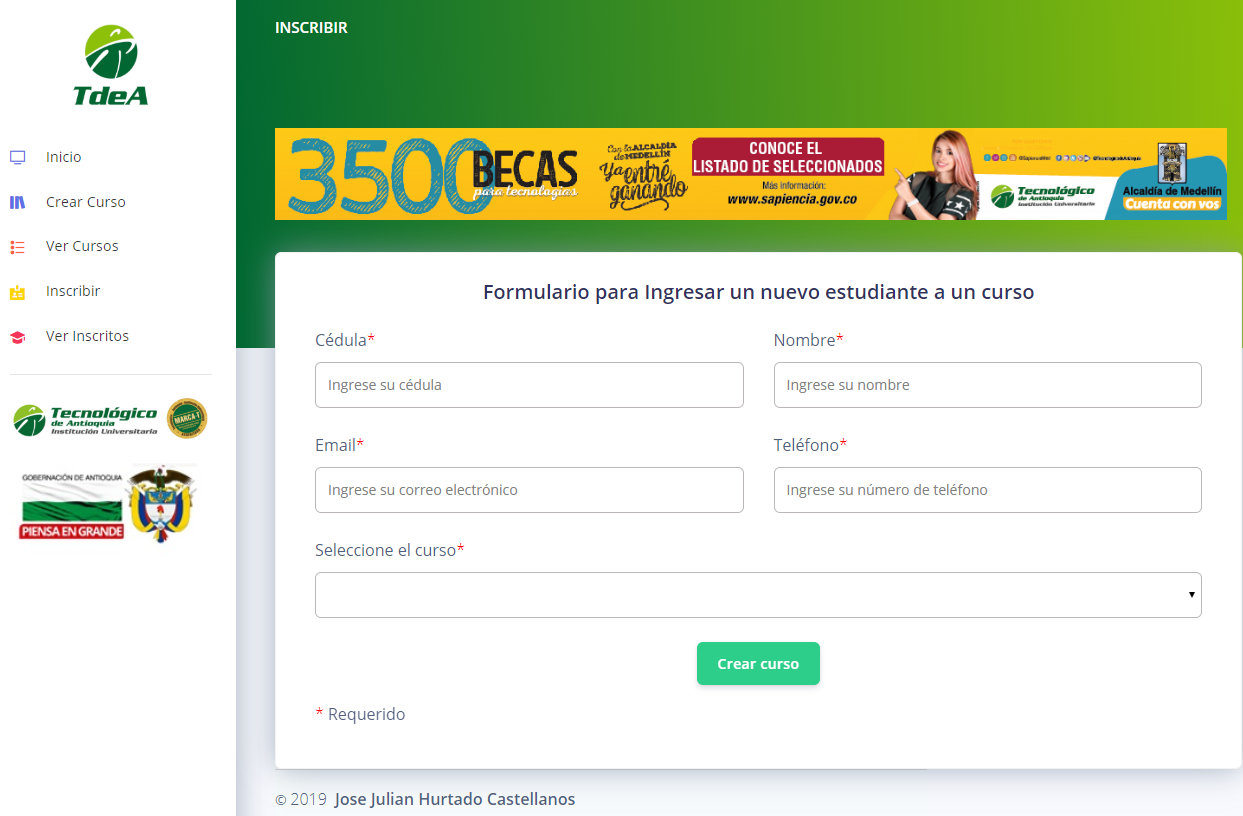 TdeA
Inicio
Crear Curso
Ver Cursos
Inscribir
Ver Inscritos
Tecnológico
de Antioquia
Institución Universitaria
MARCA T
GOBERNACIÓN DE ANTIOQUIA
PIENSA EN GRANDE
INSCRIBIR
3500 BECAS
para tecnologías
Con la ALCALDÍA
de MEDELLÍN
Ya entré
ganando
CONOCE EL
LISTADO DE SELECCIONADOS
Más información:
www.sapiencia.gov.co
Tecnológico
de Antioquia
Institución Universitaria
Alcaldía de Medellín
Cuenta con vos
Formulario para Ingresar un nuevo estudiante a un curso
Cédula* Nombre*
Ingrese su cédula Ingrese su nombre
Email* Teléfono*
Ingrese su correo electrónico Ingrese su número de teléfono
Seleccione el curso*
Crear curso
* Requerido
© 2019 Jose Julian Hurtado Castellanos